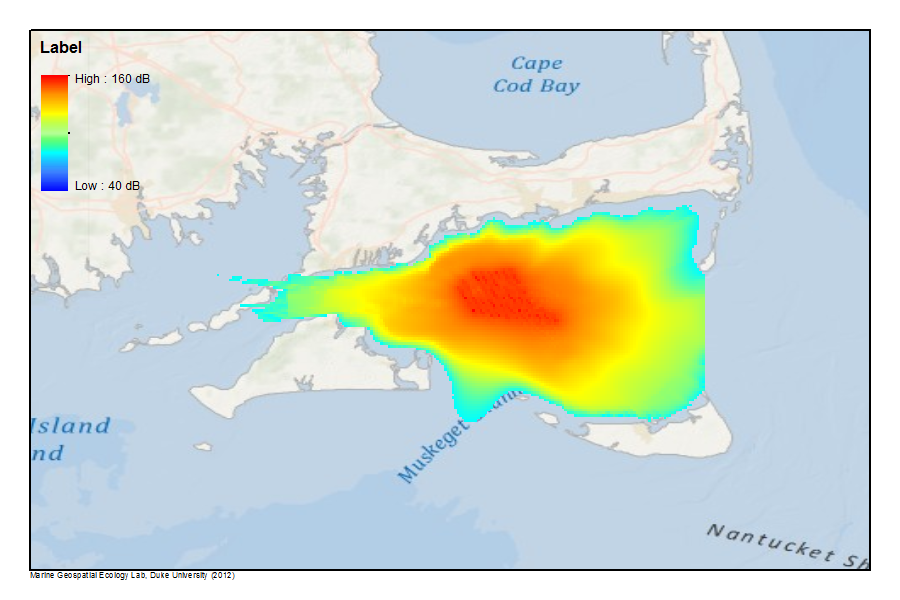 Label
High : 160 dB
Low : 40 dB
Cape
Cod Bay
Island
nd
Muskeget
Nantucket Sh
Marine Geospatial Ecology Lab, Duke University (2012)